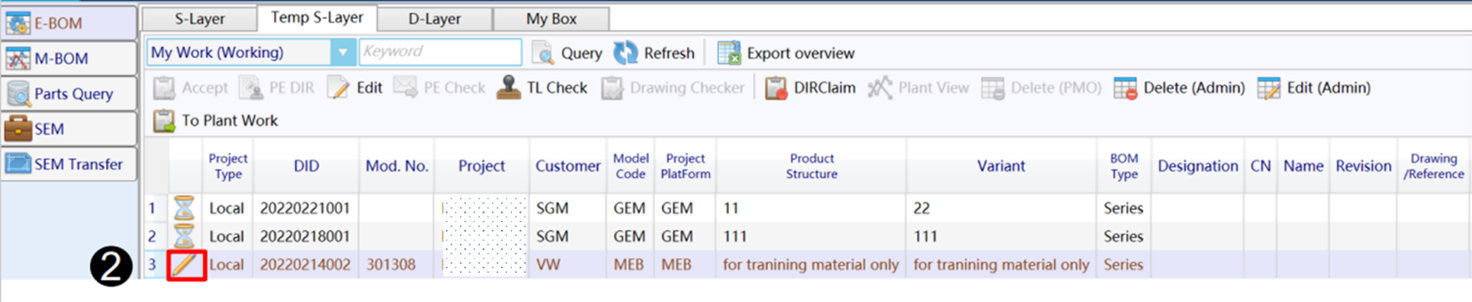 E-BOM
M-BOM
Parts Query
SEM
SEM Transfer
S-Layer Temp S-Layer D-Layer My Box
My Work (Working) Keyword Query Refresh Export overview
Accept PE DIR Edit PE Check TL Check Drawing Checker DIRClaim Plant View Delete (PMO) Delete (Admin) Edit (Admin)
To Plant Work
Project Type DID Mod. No. Project Customer Model Code Project PlatForm Product Structure Variant BOM Type Designation CN Name Revision Drawing /Reference
1 Local 20220221001 SGM GEM GEM 11 22 Series
2 Local 20220218001 SGM GEM GEM 111 111 Series
2 3 Local 20220214002 301308 VW MEB MEB for tranining material only for tranining material only Series